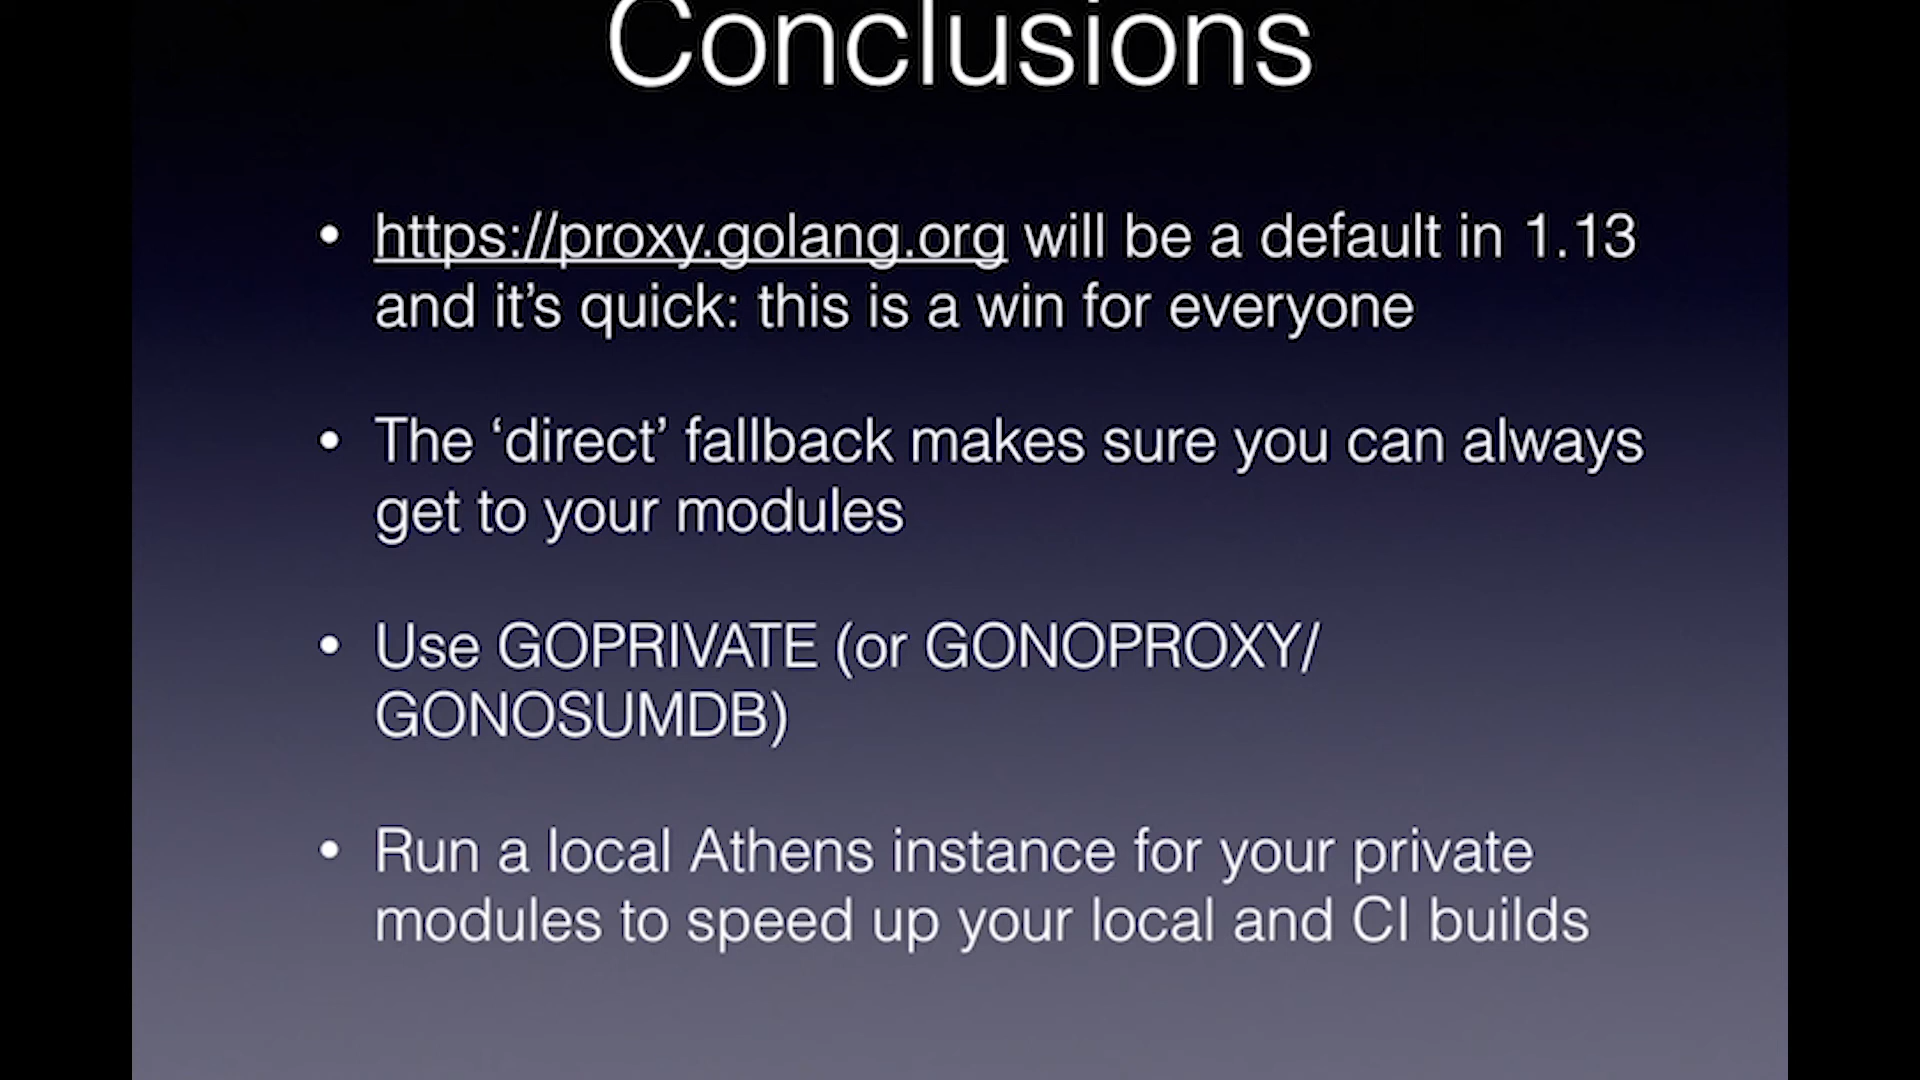 Conclusions
• https://proxy.golang.org will be a default in 1.13
and it’s quick: this is a win for everyone
• The ‘direct’ fallback makes sure you can always
get to your modules
• Use GOPRIVATE (or GONOPROXY/
GONOSUMDB)
• Run a local Athens instance for your private
modules to speed up your local and CI builds